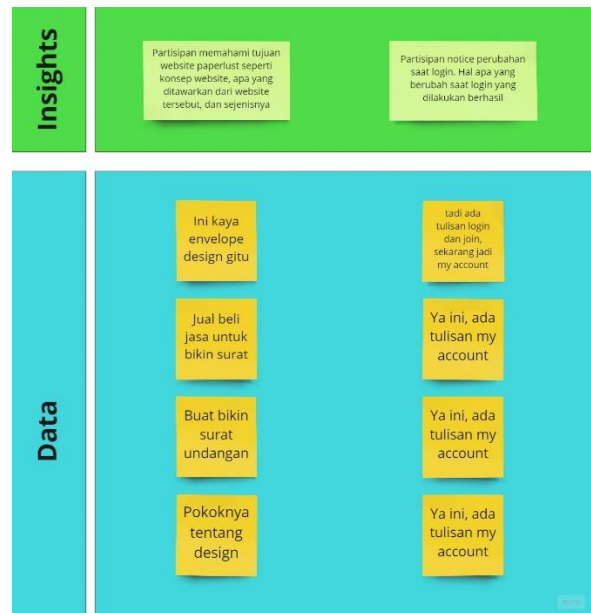 Insights
Partisipan memahami tujuan
website paperlust seperti
konsep website, apa yang
ditawarkan dari website
tersebut, dan sejenisnya
Partisipan notice perubahan
saat login. Hal apa yang
berubah saat login yang
dilakukan berhasil
Data
Ini kaya
envelope
design gitu
tadi ada
tulisan login
dan join,
sekarang jadi
my account
Jual beli
jasa untuk
bikin surat
Ya ini, ada
tulisan my
account
Buat bikin
surat
undangan
Ya ini, ada
tulisan my
account
Pokoknya
tentang
design
Ya ini, ada
tulisan my
account
miro